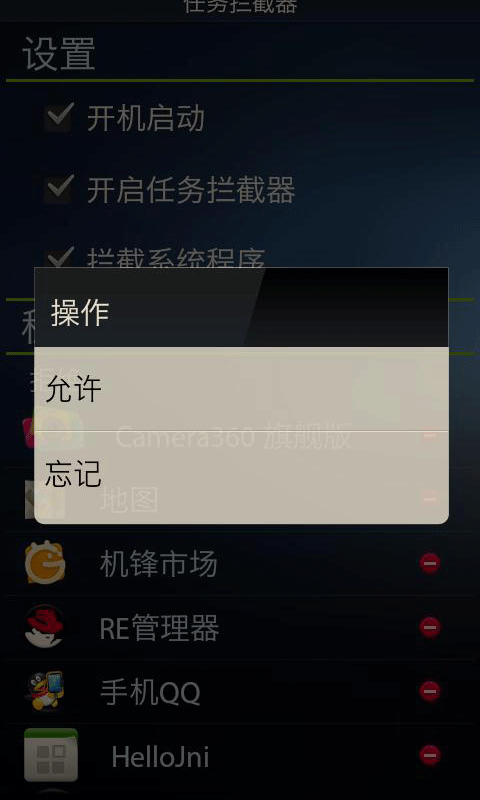 任务拦截器
设置
开机启动
开启任务拦截器
拦截系统程序
操作
允许
Camera360 旗舰版
忘记
地图
机锋市场
RE管理器
手机QQ
HelloJni